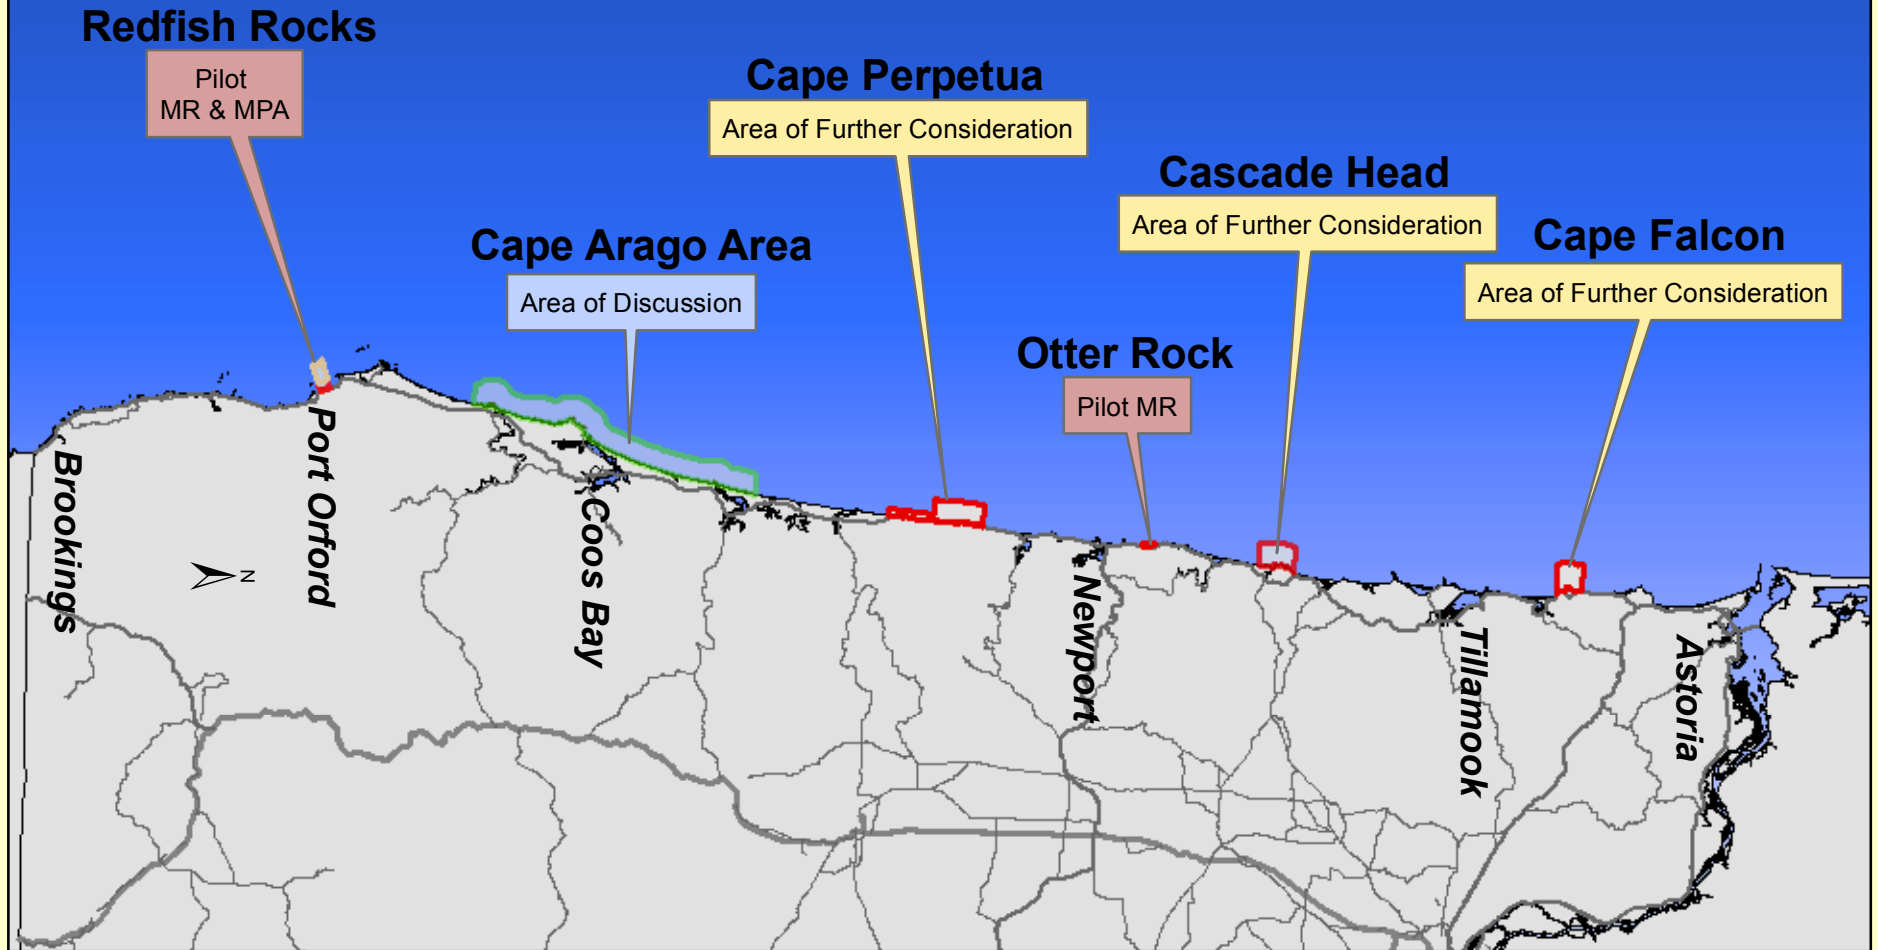 Redfish Rocks
Pilot
MR & MPA
Cape Perpetua
Area of Further Consideration
Cascade Head
Area of Further Consideration
Cape Falcon
Area of Further Consideration
Cape Arago Area
Area of Discussion
Otter Rock
Pilot MR
Brookings
Port Orford
Coos Bay
Newport
Tillamook
Astoria
N